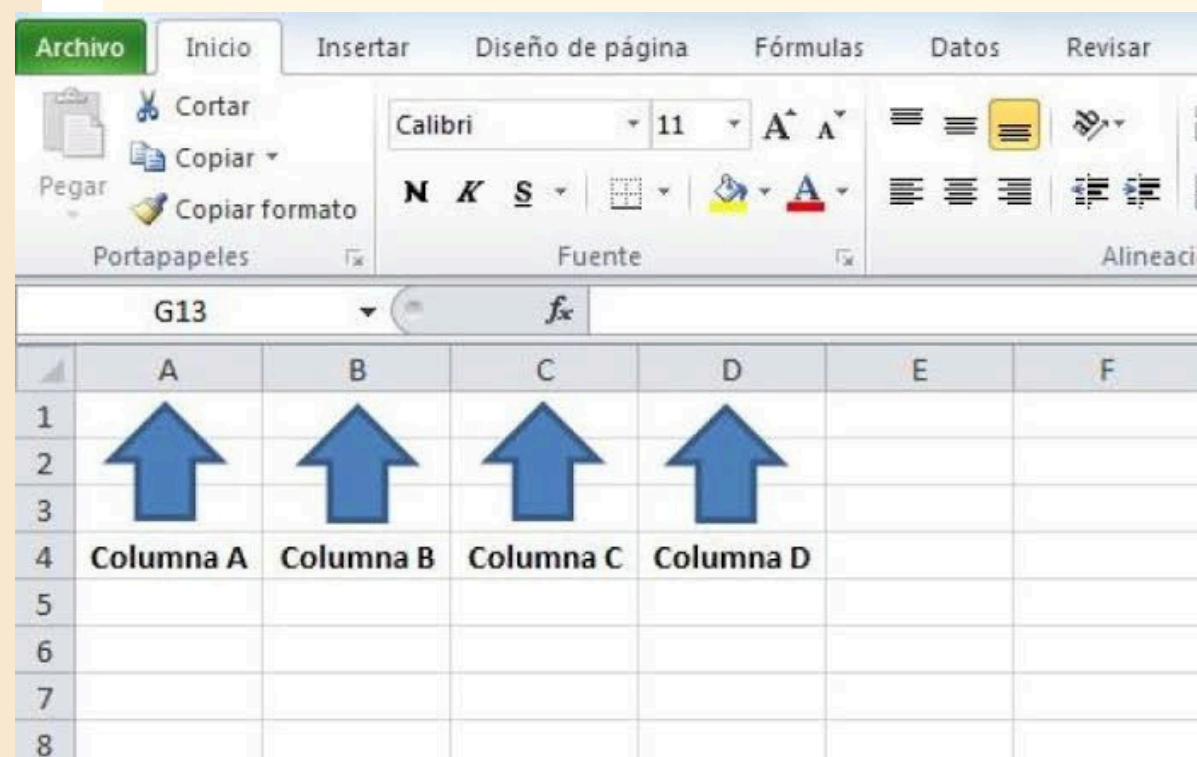 Archivo Inicio Insertar Diseño de página Fórmulas Datos Revisar
Cortar
Copiar
Pegar
Copiar formato
Calibri 11 A A
N K S A
Portapapeles Fuente
G13 fx
A B C D E F
1
2
3
4 Columna A Columna B Columna C Columna D
5
6
7
8